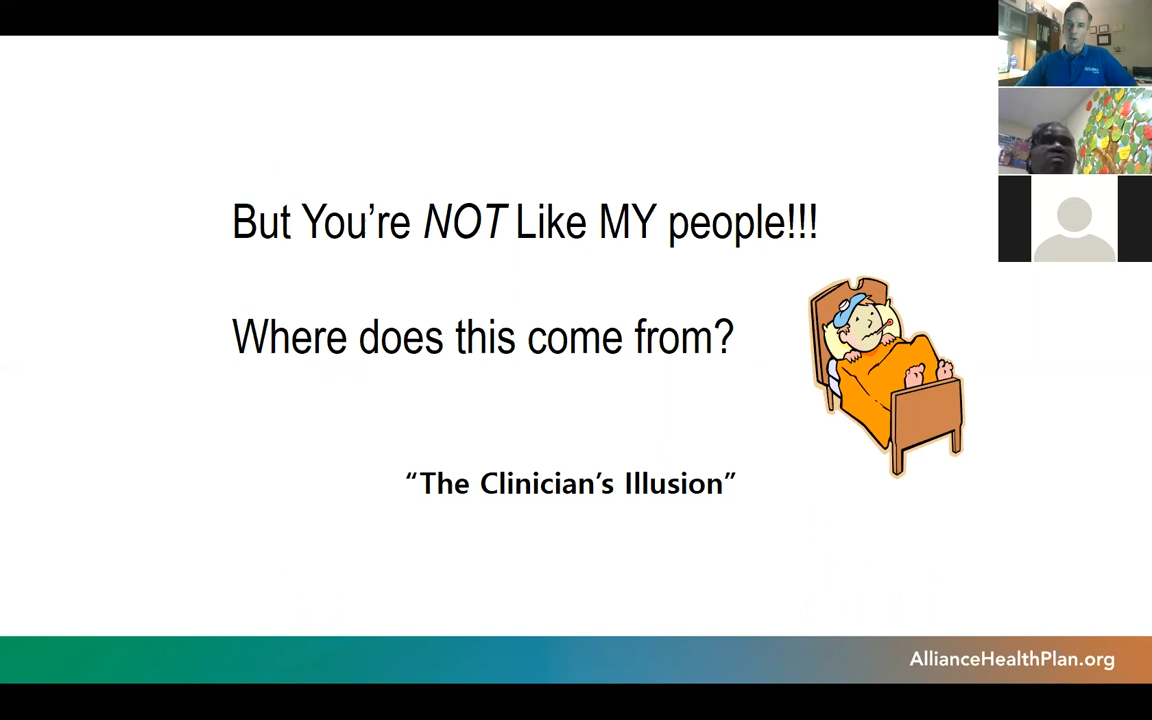 But You’re NOT Like MY people!!!
Where does this come from?
“The Clinician’s Illusion”
AllianceHealthPlan.org